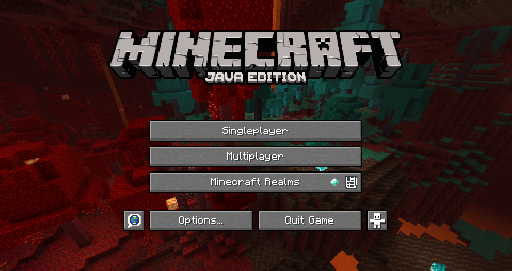 MINECRAFT
JAVA EDITION
Singleplayer
Multiplayer
Minecraft Realms
Options...
Quit Game